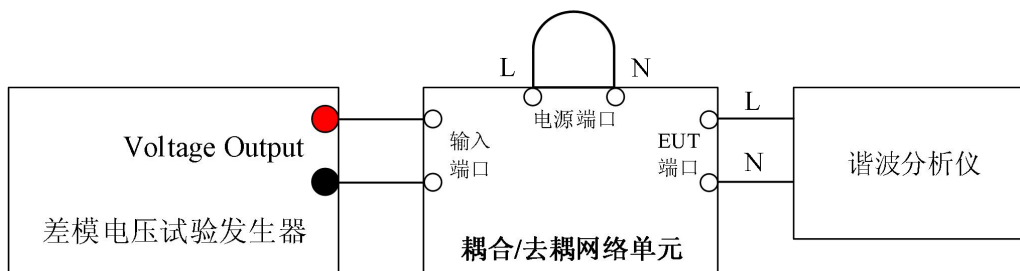 L N
电源端口
Voltage Output
差模电压试验发生器
输入
端口
耦合/去耦网络单元
EUT
端口
L
N
谐波分析仪